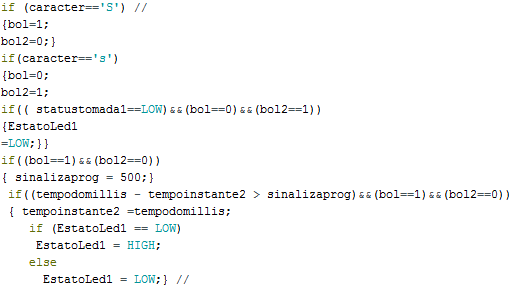 if (caracter=='S') //
{bol=1;
bol2=0;}
if(caracter=='s')
{bol=0;
bol2=1;
if(( statustomada1==LOW)&&(bol==0)&&(bol2==1))
{EstatoLed1
=LOW;}}
if((bol==1)&&(bol2==0))
{ sinalizaprog = 500;}
if((tempodomillis - tempoinstante2 > sinalizaprog)&&(bol==1)&&(bol2==0))
{ tempoinstante2 =tempodomillis;
if (EstatoLed1 == LOW)
EstatoLed1 = HIGH;
else
EstatoLed1 = LOW;} //